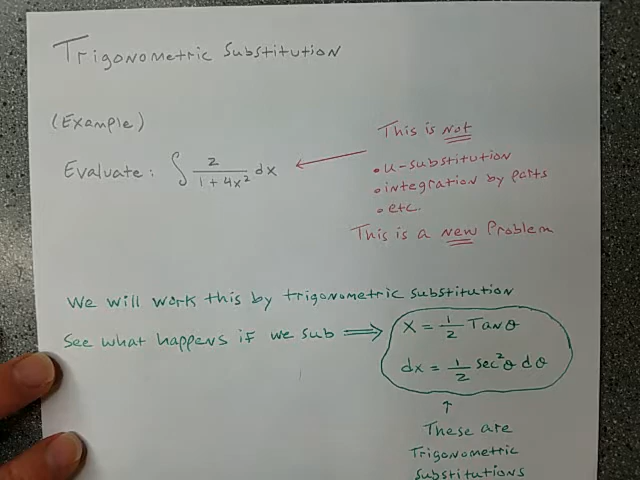 Trigonometric Substitution
(Example)
Evaluate: ∫ 2/(1+4x²) dx
This is not
• u-substitution
• integration by parts
• etc.
This is a new Problem
We will work this by trigonometric substitution
See what happens if we sub ⟹
x = 1/2 Tanθ
dx = 1/2 sec²θ dθ
↑
These are
Trigonometric
substitutions